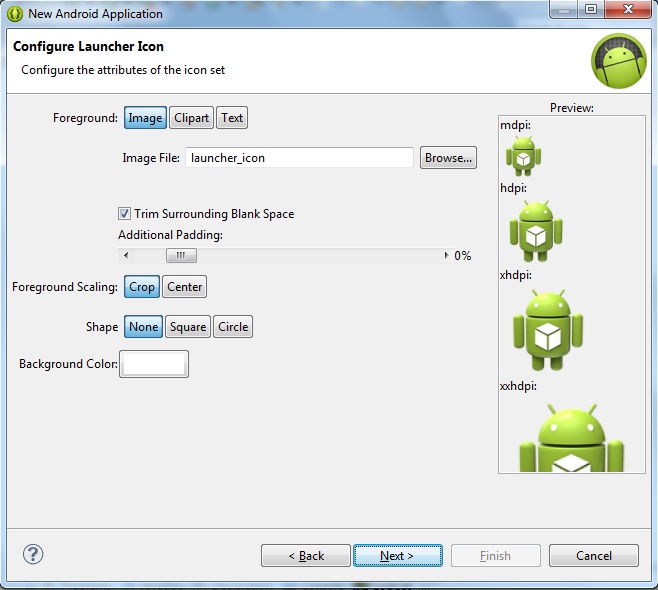 New Android Application
Configure Launcher Icon
Configure the attributes of the icon set
Foreground: Image Clipart Text
Image File: launcher_icon Browse...
Trim Surrounding Blank Space
Additional Padding:
0%
Foreground Scaling: Crop Center
Shape None Square Circle
Background Color:
Preview:
mdpi:
hdpi:
xhdpi:
xxhdpi:
? < Back Next > Finish Cancel